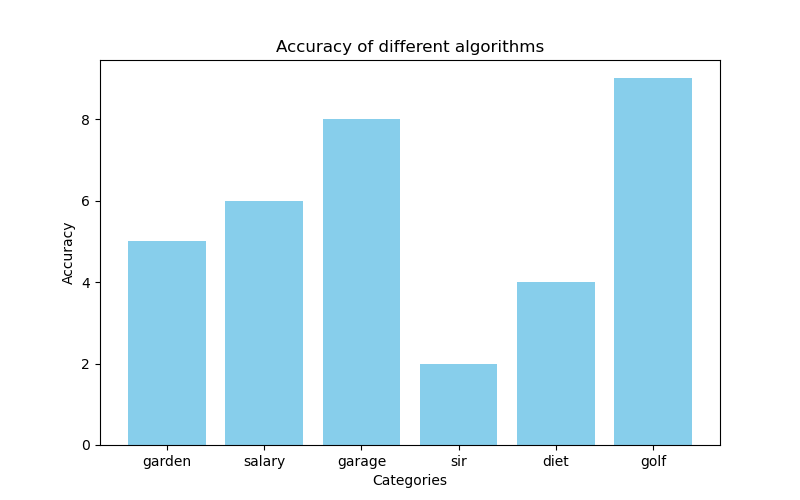 Accuracy of different algorithms
Accuracy
8
6
4
2
0
garden salary garage sir diet golf
Categories